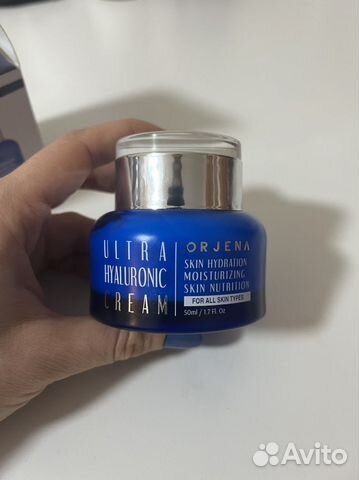 ULTRA
HYALURONIC
CREAM
ORJENA
SKIN HYDRATION
MOISTURIZING
SKIN NUTRITION
FOR ALL SKIN TYPES
50ml / 1.7 Fl. Oz
Avito